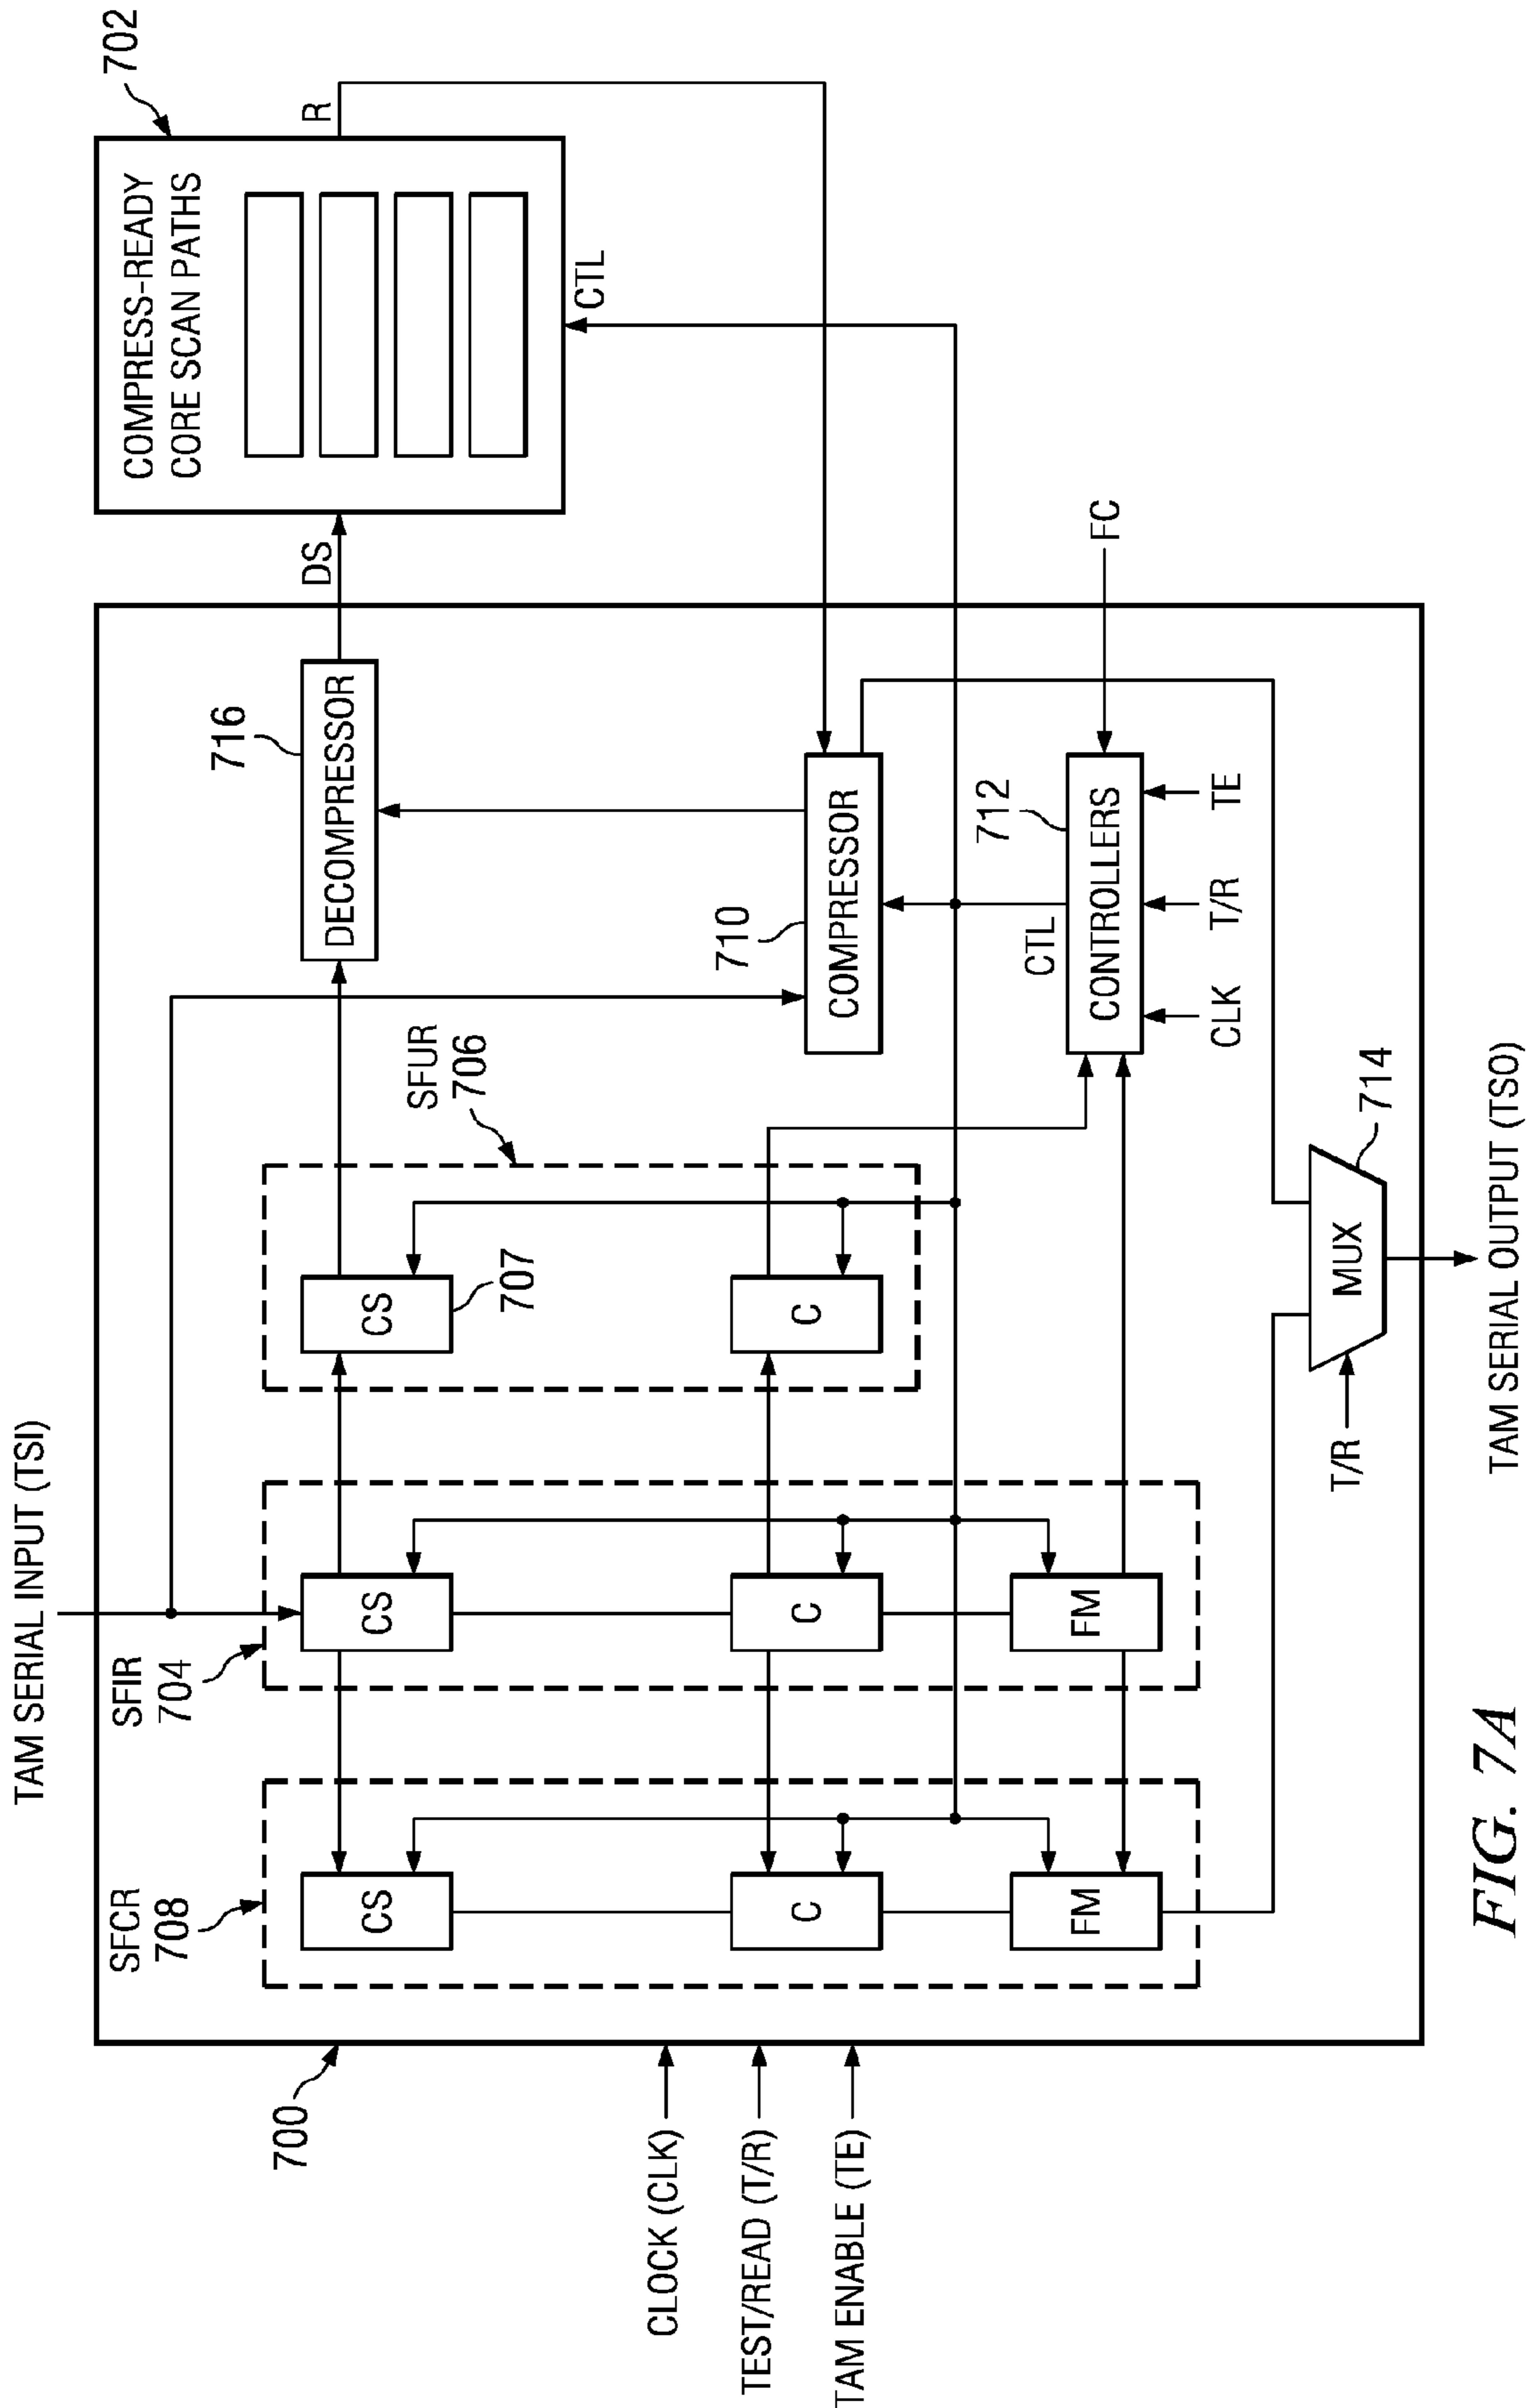 TAM SERIAL INPUT (TSI)
700
CLOCK (CLK)
TEST/READ (T/R)
TAM ENABLE (TE)
SFCR
708
CS
C
FM
SFIR
704
CS
C
FM
SFUR
706
CS
707
C
716
DECOMPRESSOR
DS
710
COMPRESSOR
712
CTL
CONTROLLERS
CLK
T/R
TE
FC
702
COMPRESS-READY
CORE SCAN PATHS
R
CTL
T/R
MUX
714
TAM SERIAL OUTPUT (TSO)
FIG. 7A